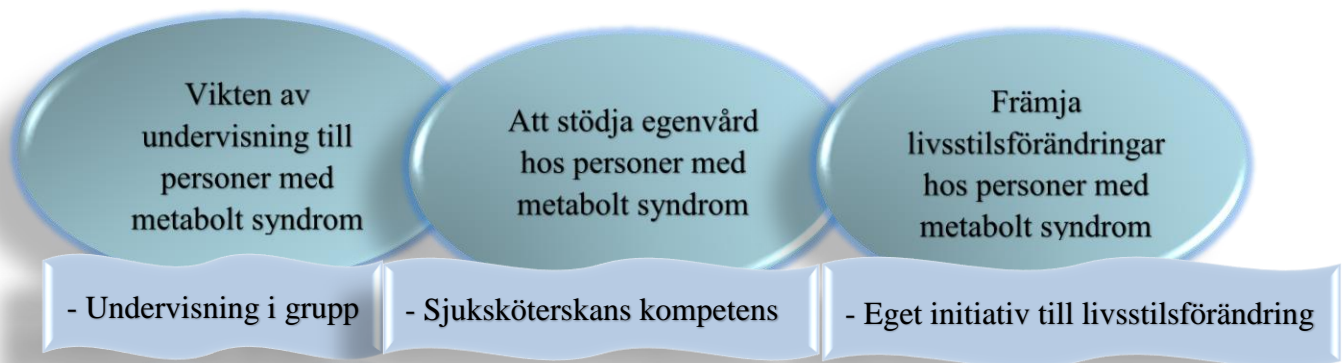 Vikten av
undervisning till
personer med
metabolt syndrom
Att stödja egenvård
hos personer med
metabolt syndrom
Främja
livsstilsförändringar
hos personer med
metabolt syndrom
- Undervisning i grupp
- Sjuksköterskans kompetens
- Eget initiativ till livsstilsförändring